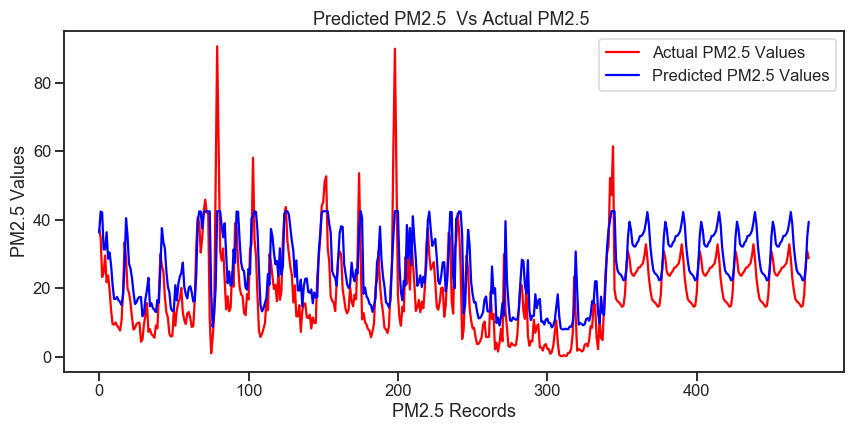 Predicted PM2.5  Vs Actual PM2.5
Actual PM2.5 Values
Predicted PM2.5 Values
PM2.5 Values
80
60
40
20
0
0 100 200 300 400
PM2.5 Records